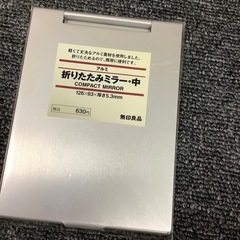 軽くて丈夫なアルミ素材を使用しました。
折りたためるので、携帯に便利です。
アルミ
折りたたみミラー・中
COMPACT MIRROR
126×93×厚さ5.3mm
税込 630円
無印良品